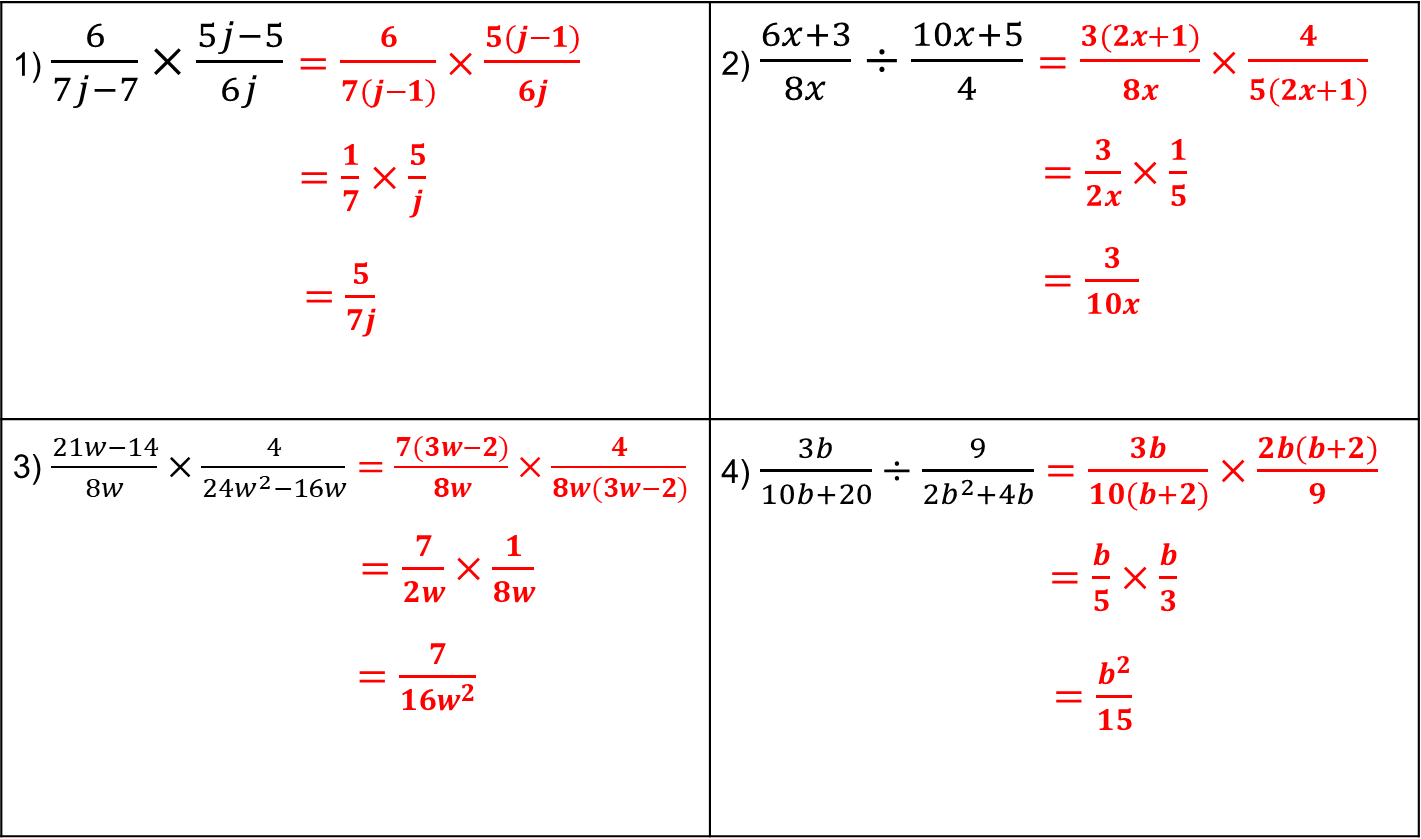 1) 6/(7j−7) × (5j−5)/(6j) = 6/(7(j−1)) × (5(j−1))/(6j)
= 1/7 × 5/j
= 5/(7j)
2) (6x+3)/(8x) ÷ (10x+5)/4 = (3(2x+1))/(8x) × 4/(5(2x+1))
= 3/(2x) × 1/5
= 3/(10x)
3) (21w−14)/(8w) × 4/(24w²−16w) = (7(3w−2))/(8w) × 4/(8w(3w−2))
= 7/(2w) × 1/(8w)
= 7/(16w²)
4) (3b)/(10b+20) ÷ 9/(2b²+4b) = (3b)/(10(b+2)) × (2b(b+2))/9
= b/5 × b/3
= b²/15